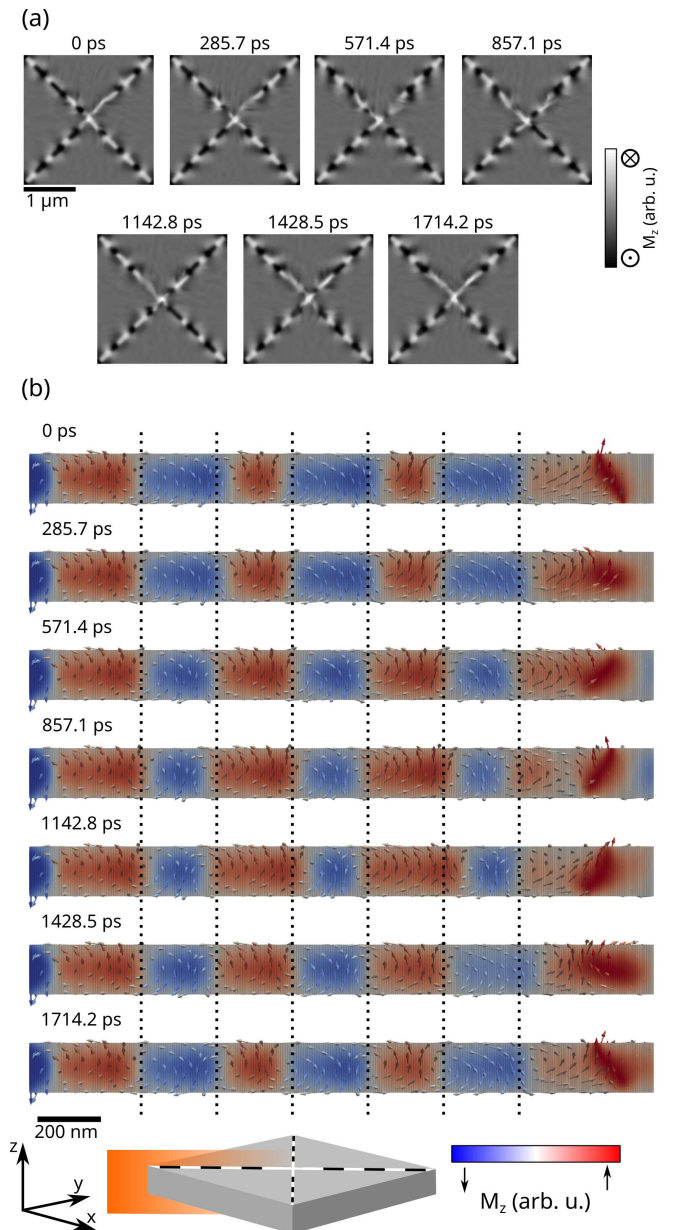 (a)
0 ps 285.7 ps 571.4 ps 857.1 ps
1 μm
M_z (arb. u.)
1142.8 ps 1428.5 ps 1714.2 ps
(b)
0 ps
285.7 ps
571.4 ps
857.1 ps
1142.8 ps
1428.5 ps
1714.2 ps
200 nm
z
y
x
M_z (arb. u.)